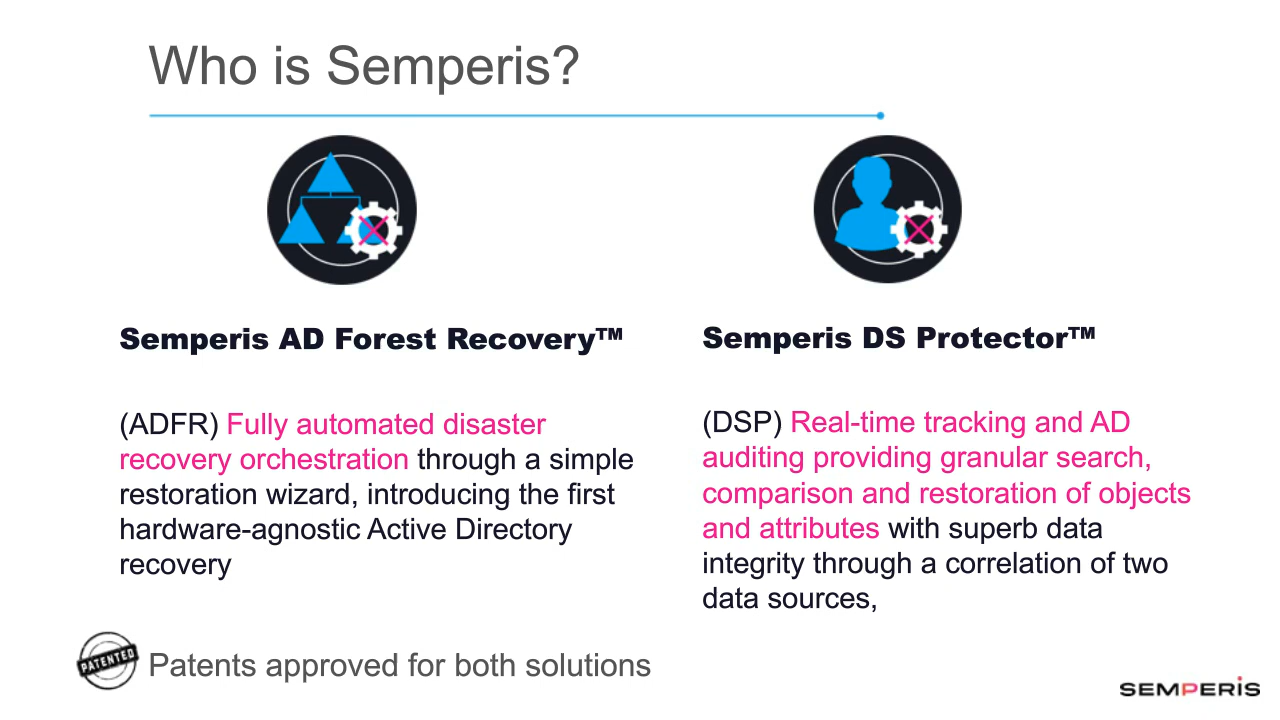 Who is Semperis?
Semperis AD Forest Recovery™
(ADFR) Fully automated disaster
recovery orchestration through a simple
restoration wizard, introducing the first
hardware-agnostic Active Directory
recovery
Semperis DS Protector™
(DSP) Real-time tracking and AD
auditing providing granular search,
comparison and restoration of objects
and attributes with superb data
integrity through a correlation of two
data sources,
PATENTED
Patents approved for both solutions
SEMPERIS